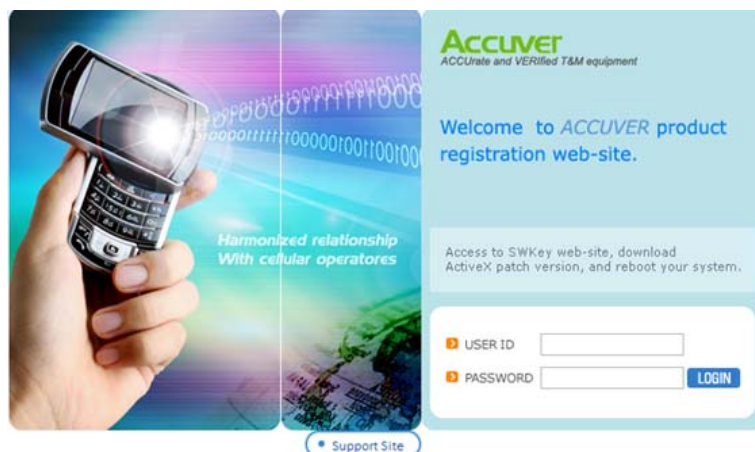 ACCUVER
ACCUrate and VERIfied T&M equipment
Welcome to ACCUVER product
registration web-site.
Harmonized relationship
With cellular operatores
Access to SWKey web-site, download
ActiveX patch version, and reboot your system.
USER ID
PASSWORD
LOGIN
Support Site